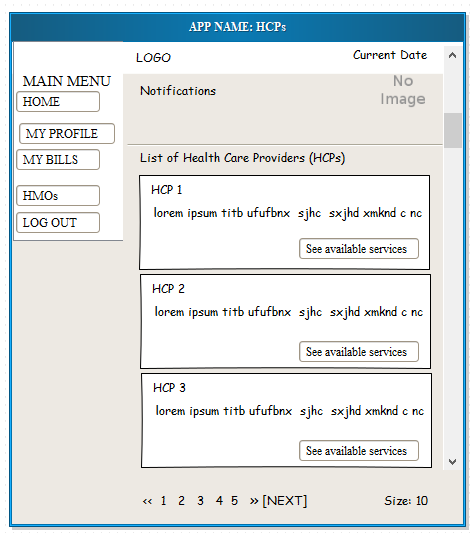 APP NAME: HCPs
LOGO
Current Date
No
Image
Notifications
MAIN MENU
HOME
MY PROFILE
MY BILLS
HMOs
LOG OUT
List of Health Care Providers (HCPs)
HCP 1
lorem ipsum titb ufufbnx sjhc sxjhd xmknd c nc
See available services
HCP 2
lorem ipsum titb ufufbnx sjhc sxjhd xmknd c nc
See available services
HCP 3
lorem ipsum titb ufufbnx sjhc sxjhd xmknd c nc
See available services
<< 1 2 3 4 5 >> [NEXT]
Size: 10